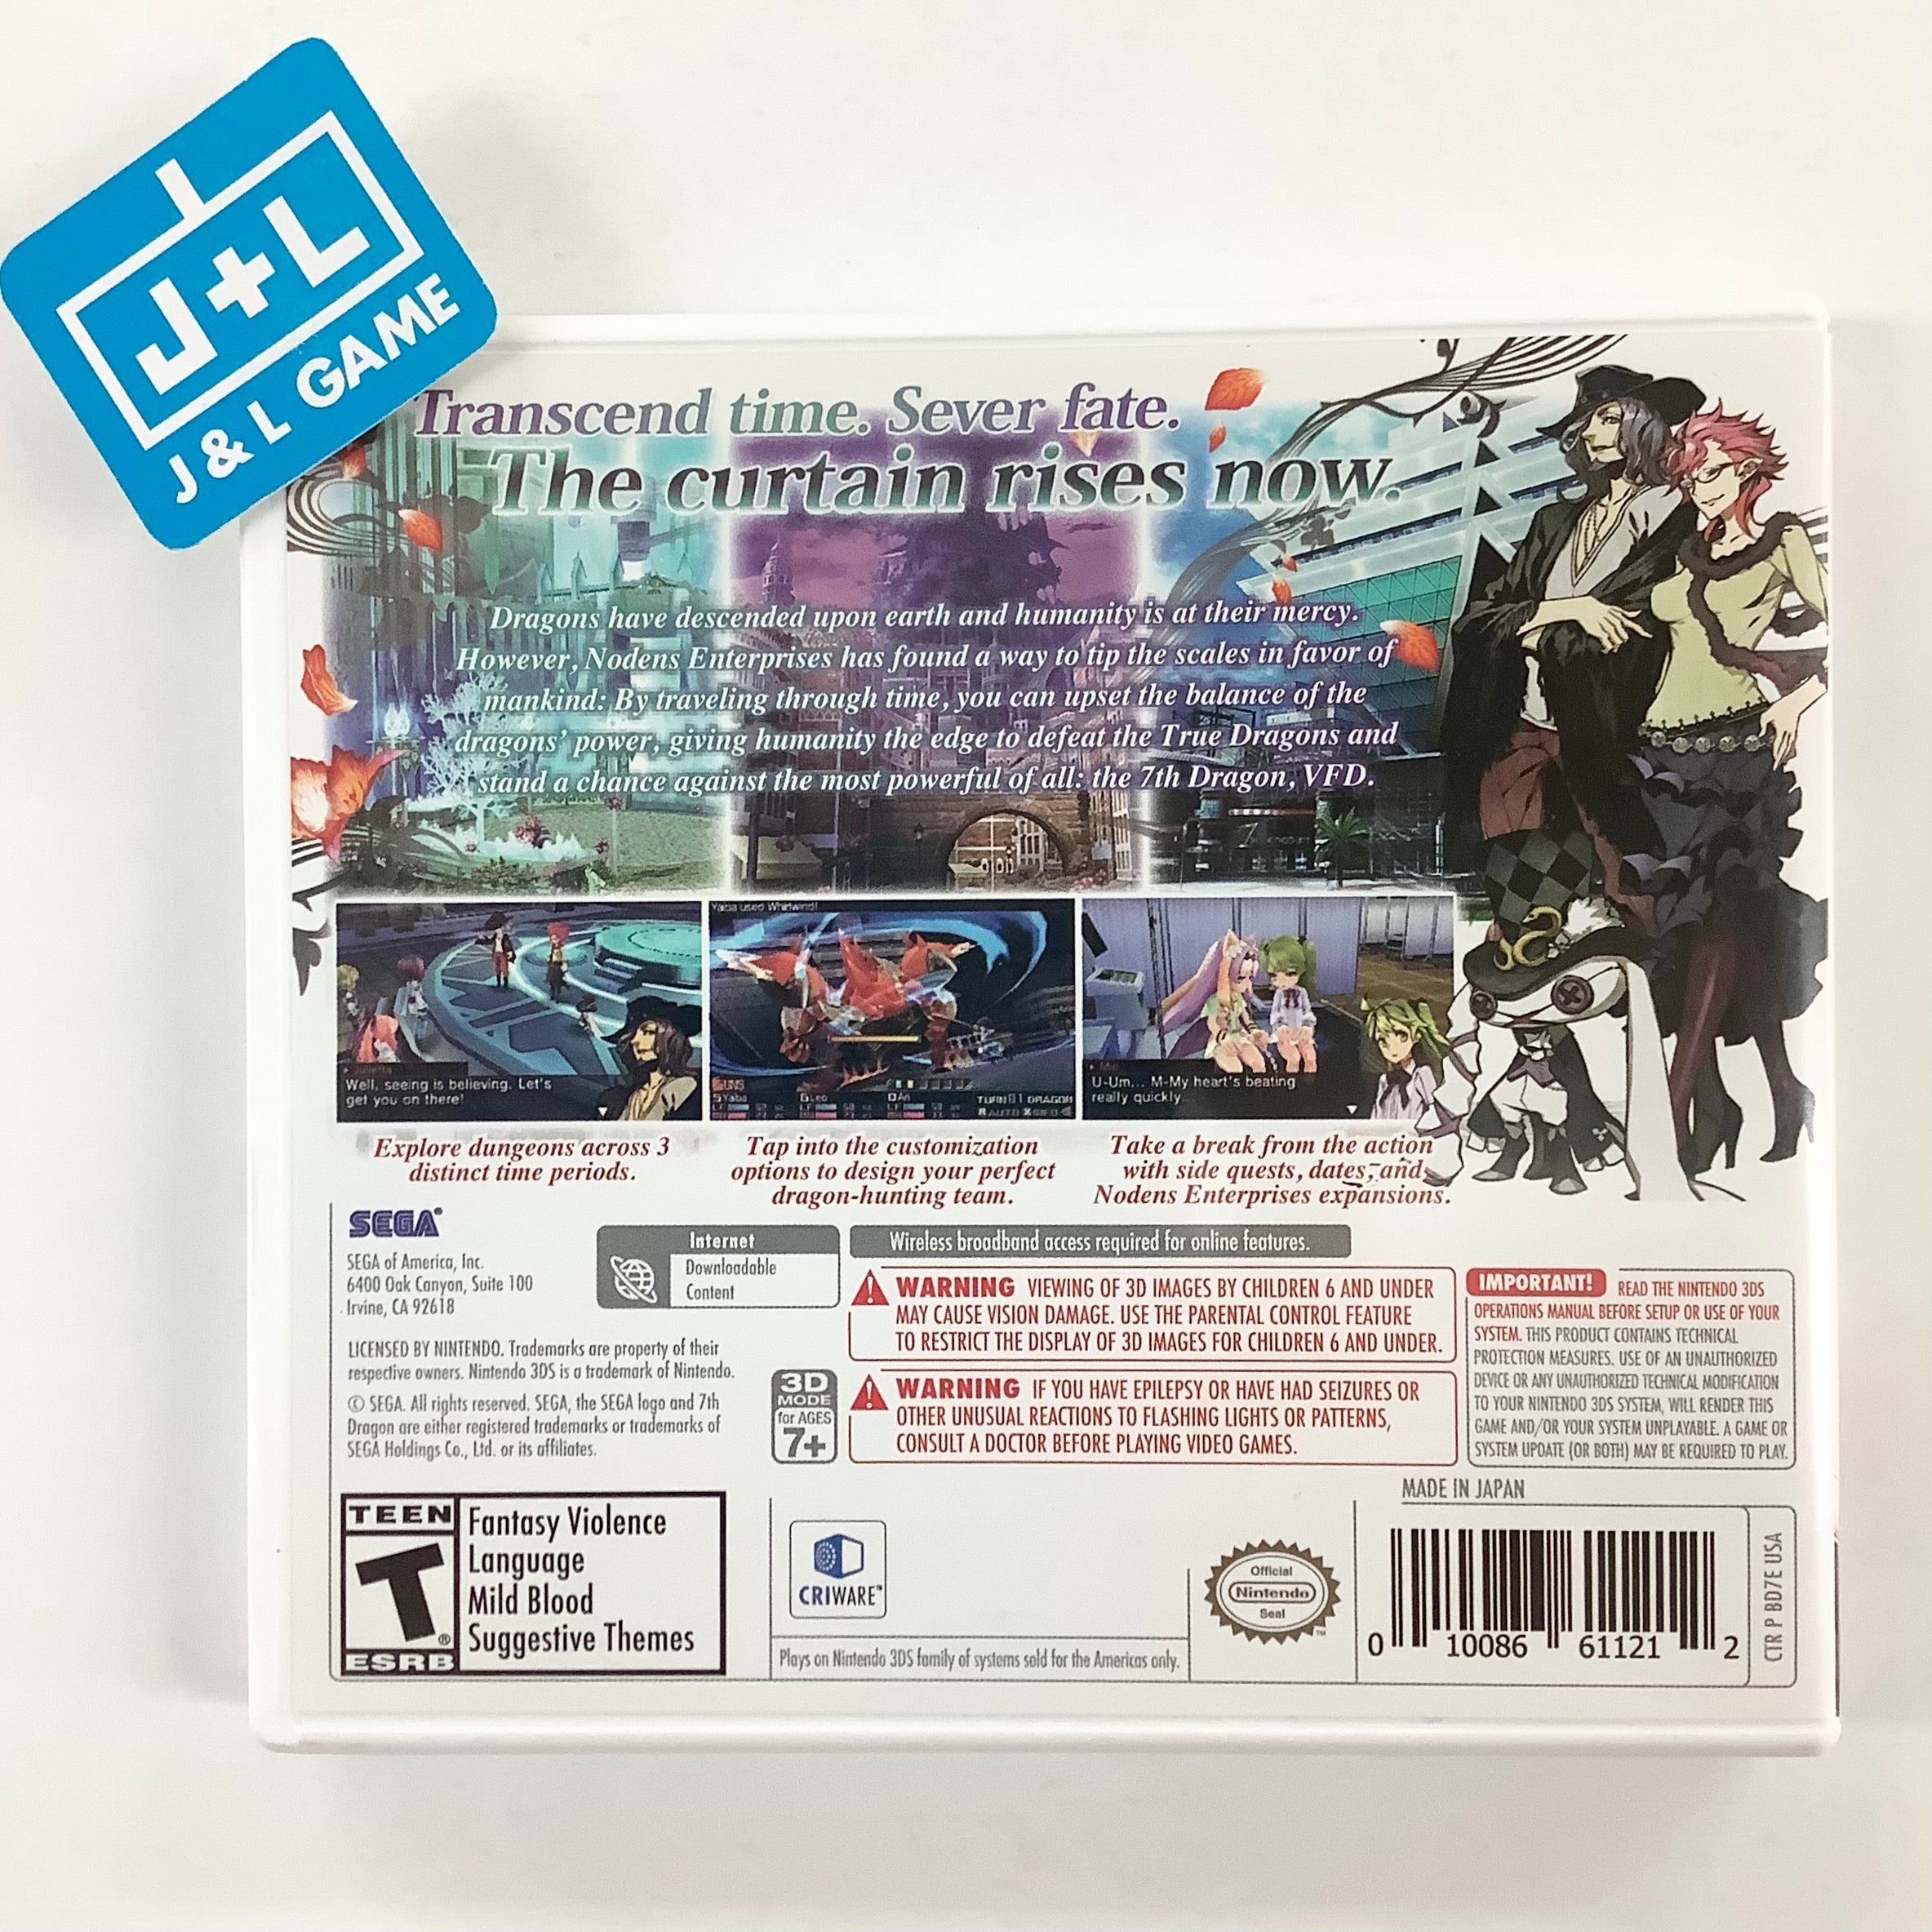 J+L
J & L GAME
Transcend time. Sever fate.
The curtain rises now.
Dragons have descended upon earth and humanity is at their mercy.
However, Nodens Enterprises has found a way to tip the scales in favor of
mankind: By traveling through time, you can upset the balance of the
dragons' power, giving humanity the edge to defeat the True Dragons and
stand a chance against the most powerful of all: the 7th Dragon, VFD.
Julietta
Well, seeing is believing. Let's
get you on there!
Yaiba used Whirlwind!
Yaiba Leo Ari
TURN 1 DRAGON
AUTO
Mio
U-Um... M-My heart's beating
really quickly...
Explore dungeons across 3
distinct time periods.
Tap into the customization
options to design your perfect
dragon-hunting team.
Take a break from the action
with side quests, dates, and
Nodens Enterprises expansions.
SEGA®
SEGA of America, Inc.
6400 Oak Canyon, Suite 100
Irvine, CA 92618
LICENSED BY NINTENDO. Trademarks are property of their
respective owners. Nintendo 3DS is a trademark of Nintendo.
© SEGA. All rights reserved. SEGA, the SEGA logo and 7th
Dragon are either registered trademarks or trademarks of
SEGA Holdings Co., Ltd. or its affiliates.
Internet
Downloadable
Content
Wireless broadband access required for online features.
WARNING VIEWING OF 3D IMAGES BY CHILDREN 6 AND UNDER
MAY CAUSE VISION DAMAGE. USE THE PARENTAL CONTROL FEATURE
TO RESTRICT THE DISPLAY OF 3D IMAGES FOR CHILDREN 6 AND UNDER.
3D
MODE
for AGES
7+
WARNING IF YOU HAVE EPILEPSY OR HAVE HAD SEIZURES OR
OTHER UNUSUAL REACTIONS TO FLASHING LIGHTS OR PATTERNS,
CONSULT A DOCTOR BEFORE PLAYING VIDEO GAMES.
IMPORTANT! READ THE NINTENDO 3DS
OPERATIONS MANUAL BEFORE SETUP OR USE OF YOUR
SYSTEM. THIS PRODUCT CONTAINS TECHNICAL
PROTECTION MEASURES. USE OF AN UNAUTHORIZED
DEVICE OR ANY UNAUTHORIZED TECHNICAL MODIFICATION
TO YOUR NINTENDO 3DS SYSTEM, WILL RENDER THIS
GAME AND/OR YOUR SYSTEM UNPLAYABLE. A GAME OR
SYSTEM UPDATE (OR BOTH) MAY BE REQUIRED TO PLAY.
MADE IN JAPAN
TEEN
T®
ESRB
Fantasy Violence
Language
Mild Blood
Suggestive Themes
CRIWARE™
Plays on Nintendo 3DS family of systems sold for the Americas only.
Official
Nintendo
Seal
™
0 10086 61121 2
CTR P BD7E USA